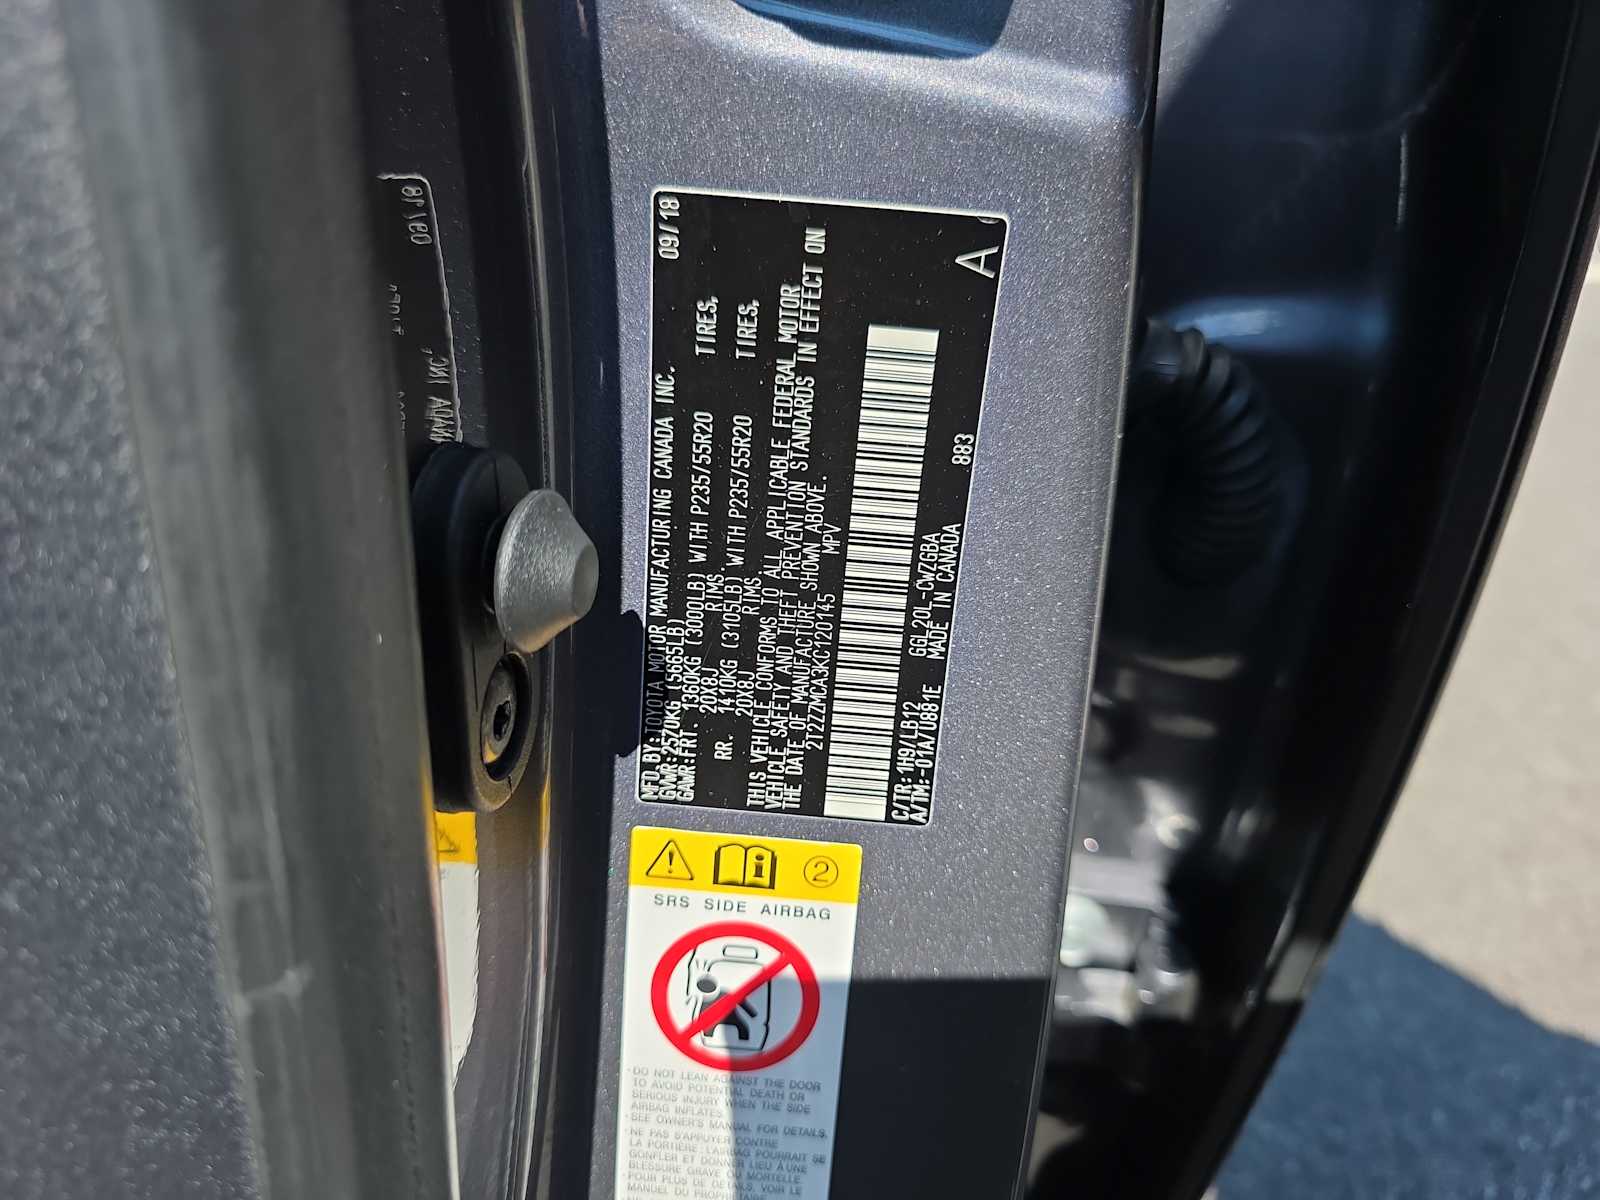 MFD.BY:TOYOTA MOTOR MANUFACTURING CANADA INC. 09/18
GVWR:2570KG (5665LB)
GAWR:FRT. 1360KG (3000LB) WITH P235/55R20 TIRES,
20X8J RIMS.
RR. 1410KG (3105LB) WITH P235/55R20 TIRES,
20X8J RIMS.
THIS VEHICLE CONFORMS TO ALL APPLICABLE FEDERAL MOTOR
VEHICLE SAFETY AND THEFT PREVENTION STANDARDS IN EFFECT ON
THE DATE OF MANUFACTURE SHOWN ABOVE.
2T2ZZMCA3KC120145 MPV
C/TR:1H9/LB12 GGL20L-CWZGBA 883
A/TM:-01A/U881E MADE IN CANADA
A
2
SRS SIDE AIRBAG
・DO NOT LEAN AGAINST THE DOOR
TO AVOID POTENTIAL DEATH OR
SERIOUS INJURY WHEN THE SIDE
AIRBAG INFLATES.
・SEE OWNER'S MANUAL FOR DETAILS.
・NE PAS S'APPUYER CONTRE
LA PORTIÈRE : L'AIRBAG POURRAIT SE
GONFLER ET DONNER LIEU À UNE
BLESSURE GRAVE OU MORTELLE.
・POUR PLUS DE DÉTAILS, VOIR LE
MANUEL DU PROPRIÉTAIRE.